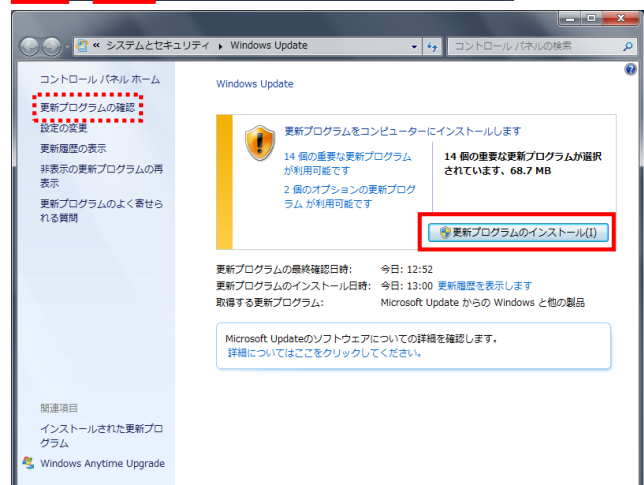 « システムとセキュリティ ▸ Windows Update
コントロール パネルの検索
コントロール パネル ホーム
更新プログラムの確認
設定の変更
更新履歴の表示
非表示の更新プログラムの再
表示
更新プログラムのよく寄せら
れる質問
Windows Update
更新プログラムをコンピューターにインストールします
14 個の重要な更新プログラム
が利用可能です
2 個のオプションの更新プログ
ラム が利用可能です
14 個の重要な更新プログラムが選択
されています、68.7 MB
更新プログラムのインストール(I)
更新プログラムの最終確認日時: 今日: 12:52
更新プログラムのインストール日時: 今日: 13:00 更新履歴を表示します
取得する更新プログラム: Microsoft Update からの Windows と他の製品
Microsoft Updateのソフトウェアについての詳細を確認します。
詳細についてはここをクリックしてください。
関連項目
インストールされた更新プロ
グラム
Windows Anytime Upgrade